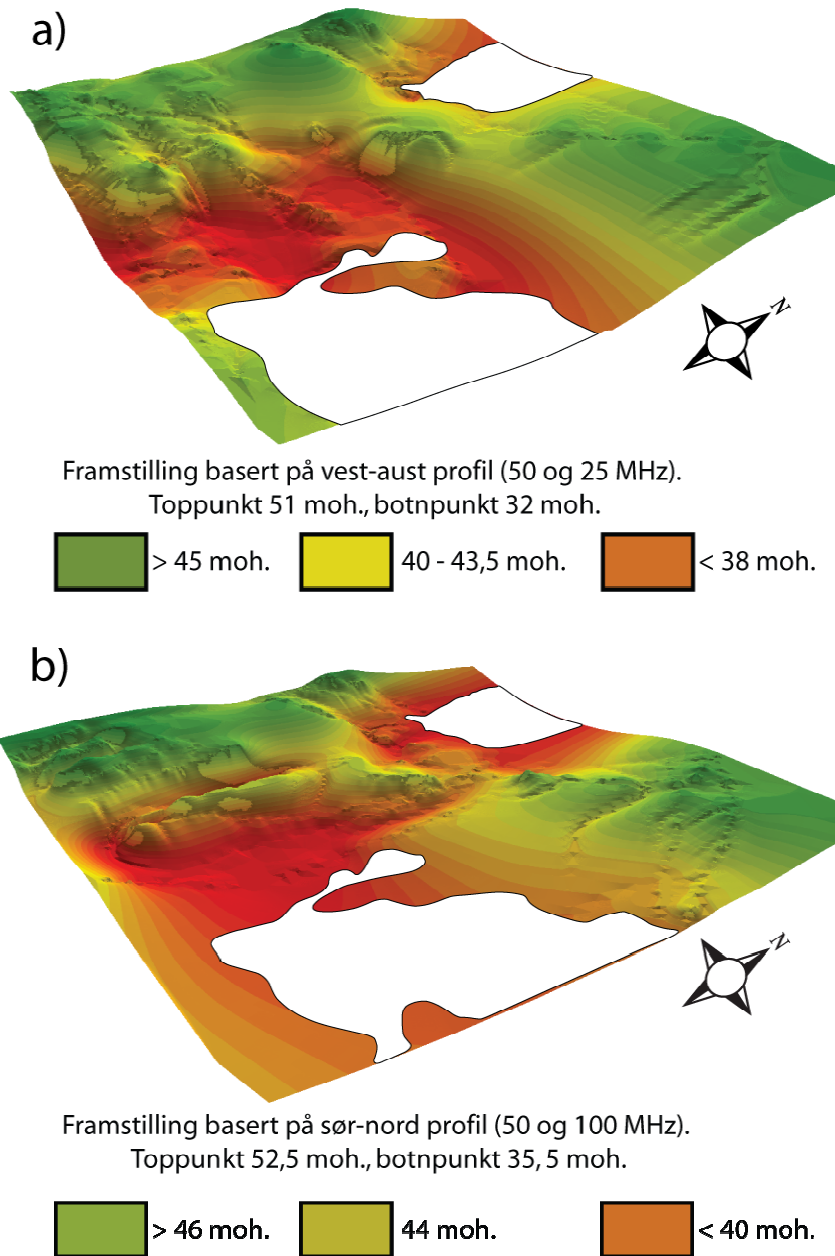 a)
N
Framstilling basert på vest-aust profil (50 og 25 MHz).
Toppunkt 51 moh., botnpunkt 32 moh.
> 45 moh. 40 - 43,5 moh. < 38 moh.
b)
N
Framstilling basert på sør-nord profil (50 og 100 MHz).
Toppunkt 52,5 moh., botnpunkt 35, 5 moh.
> 46 moh. 44 moh. < 40 moh.